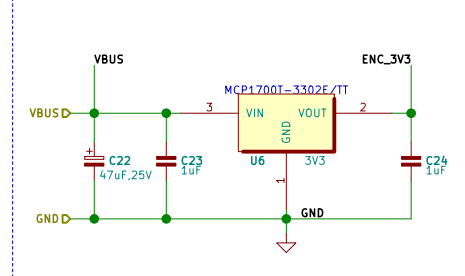 VBUS
ENC_3V3
MCP1700T-3302E/TT
VBUS
3
VIN
VOUT
2
GND
+
C22
47uF,25V
C23
1uF
U6
3V3
C24
1uF
1
GND
GND